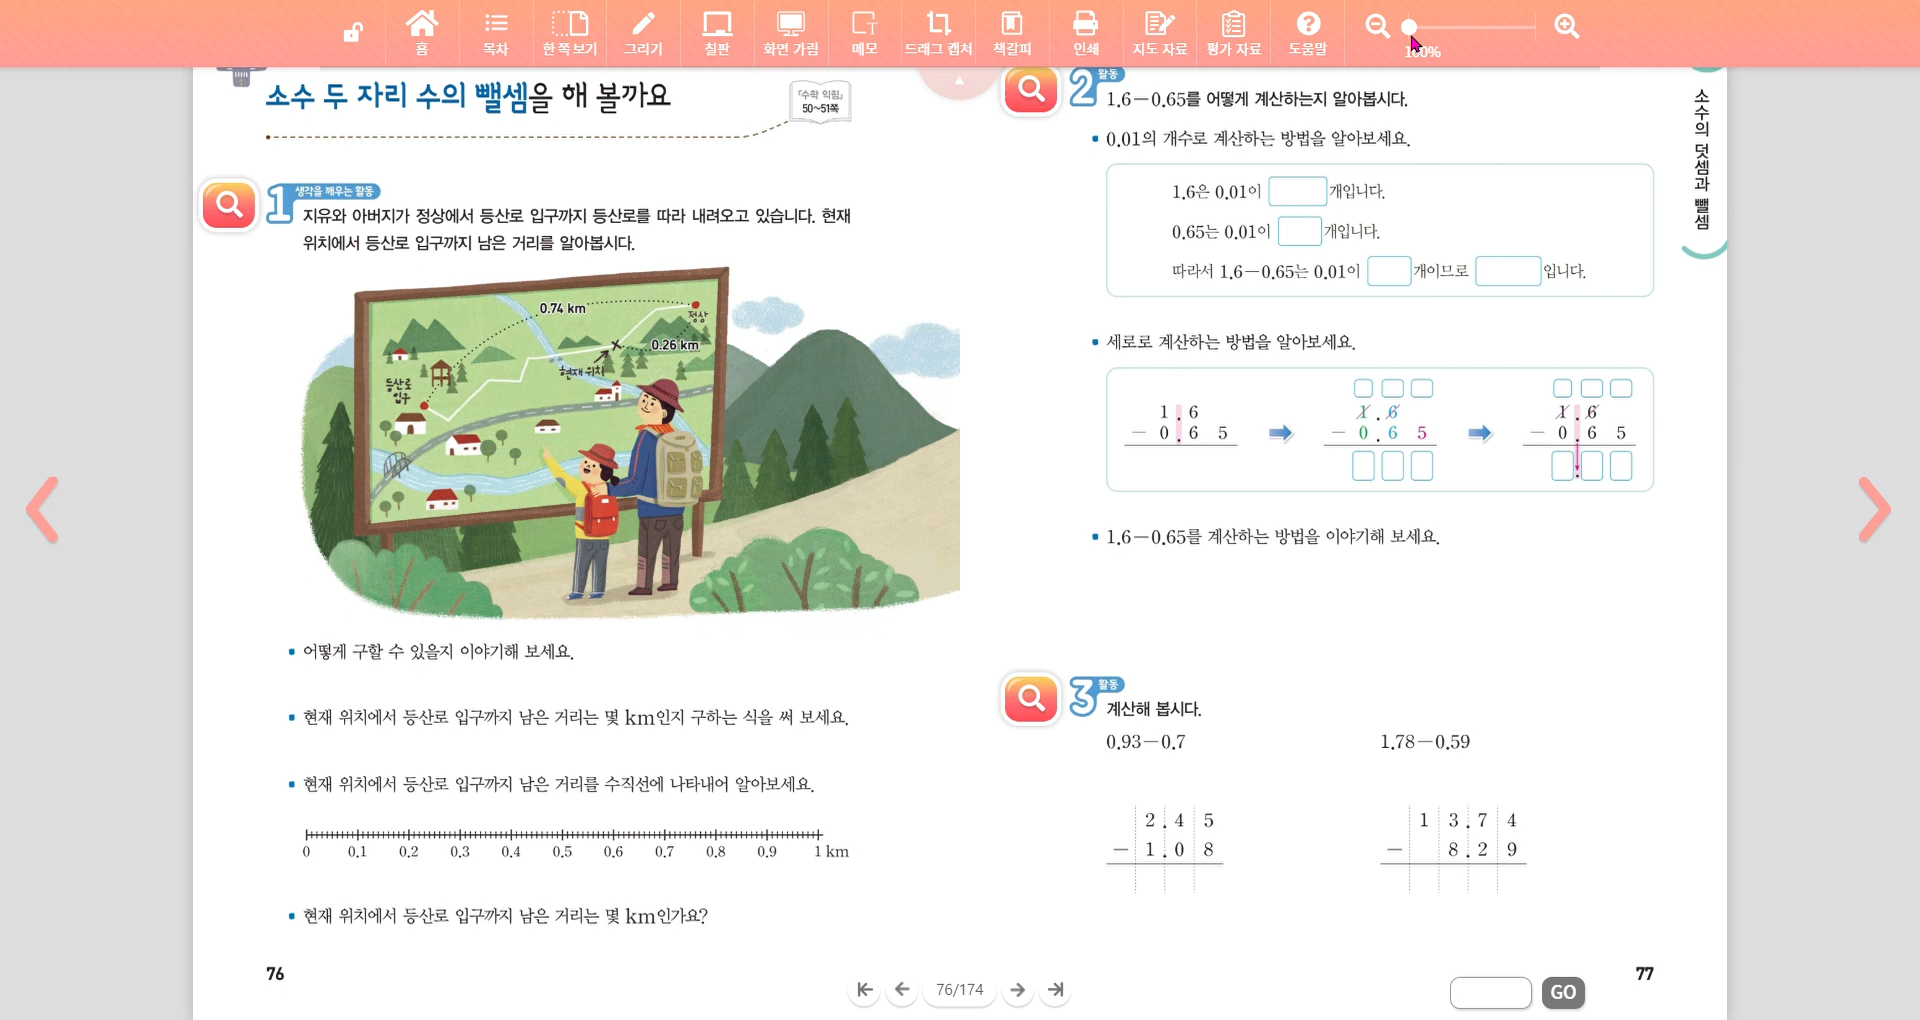 홈
목차
한 쪽 보기
그리기
칠판
화면 가림
메모
드래그 캡처
책갈피
인쇄
지도 자료
평가 자료
도움말
100%
소수 두 자리 수의 뺄셈을 해 볼까요
『수학 익힘』
50~51쪽
1 생각을 깨우는 활동
지유와 아버지가 정상에서 등산로 입구까지 등산로를 따라 내려오고 있습니다. 현재
위치에서 등산로 입구까지 남은 거리를 알아봅시다.
0.74 km
정상
0.26 km
현재 위치
등산로
입구
어떻게 구할 수 있을지 이야기해 보세요.
현재 위치에서 등산로 입구까지 남은 거리는 몇 km인지 구하는 식을 써 보세요.
현재 위치에서 등산로 입구까지 남은 거리를 수직선에 나타내어 알아보세요.
0 0.1 0.2 0.3 0.4 0.5 0.6 0.7 0.8 0.9 1 km
현재 위치에서 등산로 입구까지 남은 거리는 몇 km인가요?
76
2 활동
1.6－0.65를 어떻게 계산하는지 알아봅시다.
0.01의 개수로 계산하는 방법을 알아보세요.
1.6은 0.01이 개입니다.
0.65는 0.01이 개입니다.
따라서 1.6－0.65는 0.01이 개이므로 입니다.
세로로 계산하는 방법을 알아보세요.
1.6 1.6 1.6
－ 0.6 5 － 0.6 5 － 0.6 5
1.6－0.65를 계산하는 방법을 이야기해 보세요.
3 활동
계산해 봅시다.
0.93－0.7 1.78－0.59
2.4 5 1 3.7 4
－ 1.0 8 － 8.2 9
소수의 덧셈과 뺄셈
77
76/174
GO